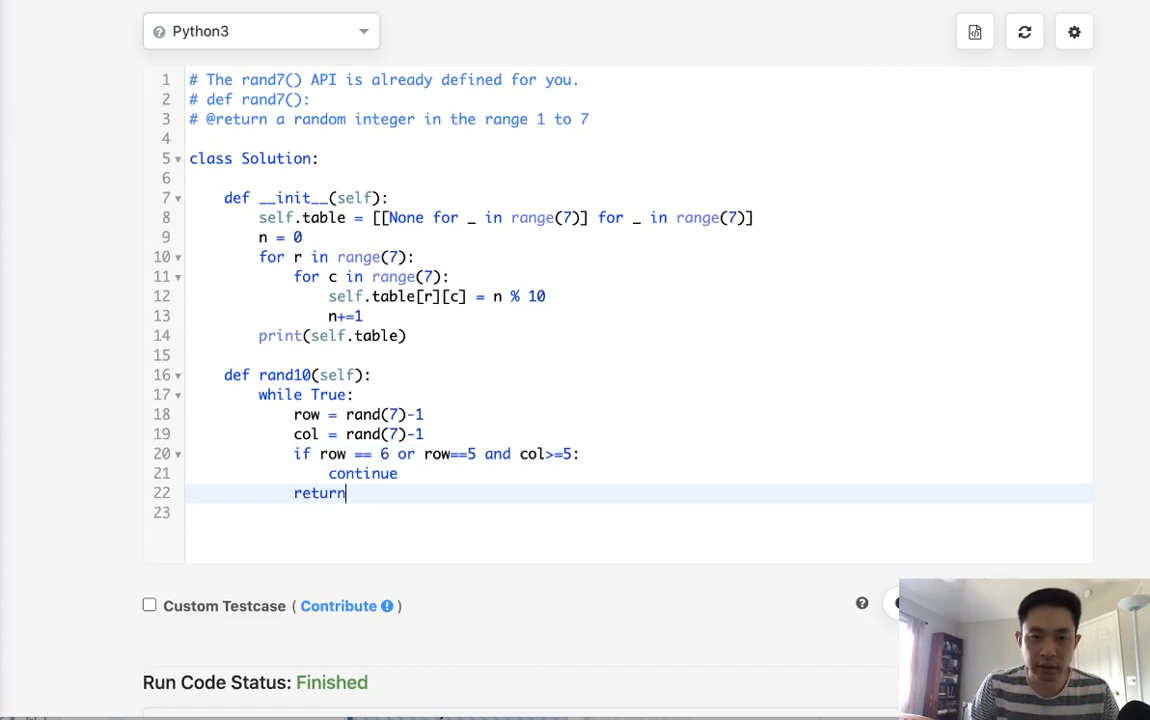 Python3
1 # The rand7() API is already defined for you.
2 # def rand7():
3 # @return a random integer in the range 1 to 7
4
5 class Solution:
6
7 def __init__(self):
8 self.table = [[None for _ in range(7)] for _ in range(7)]
9 n = 0
10 for r in range(7):
11 for c in range(7):
12 self.table[r][c] = n % 10
13 n+=1
14 print(self.table)
15
16 def rand10(self):
17 while True:
18 row = rand(7)-1
19 col = rand(7)-1
20 if row == 6 or row==5 and col>=5:
21 continue
22 return
23
Custom Testcase ( Contribute )
Run Code Status: Finished